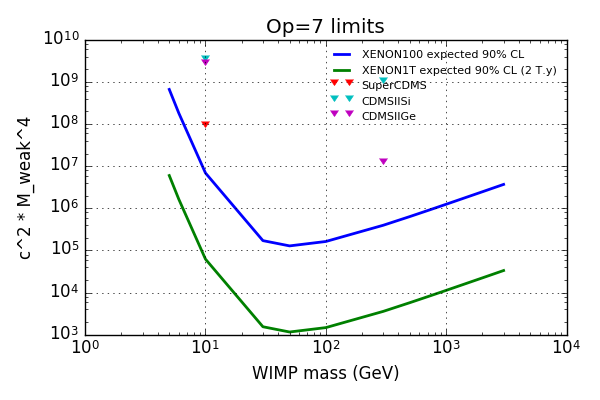 Op=7 limits
c^2 * M_weak^4
10^10
10^9
10^8
10^7
10^6
10^5
10^4
10^3
XENON100 expected 90% CL
XENON1T expected 90% CL (2 T.y)
SuperCDMS
CDMSIISi
CDMSIIGe
10^0 10^1 10^2 10^3 10^4
WIMP mass (GeV)